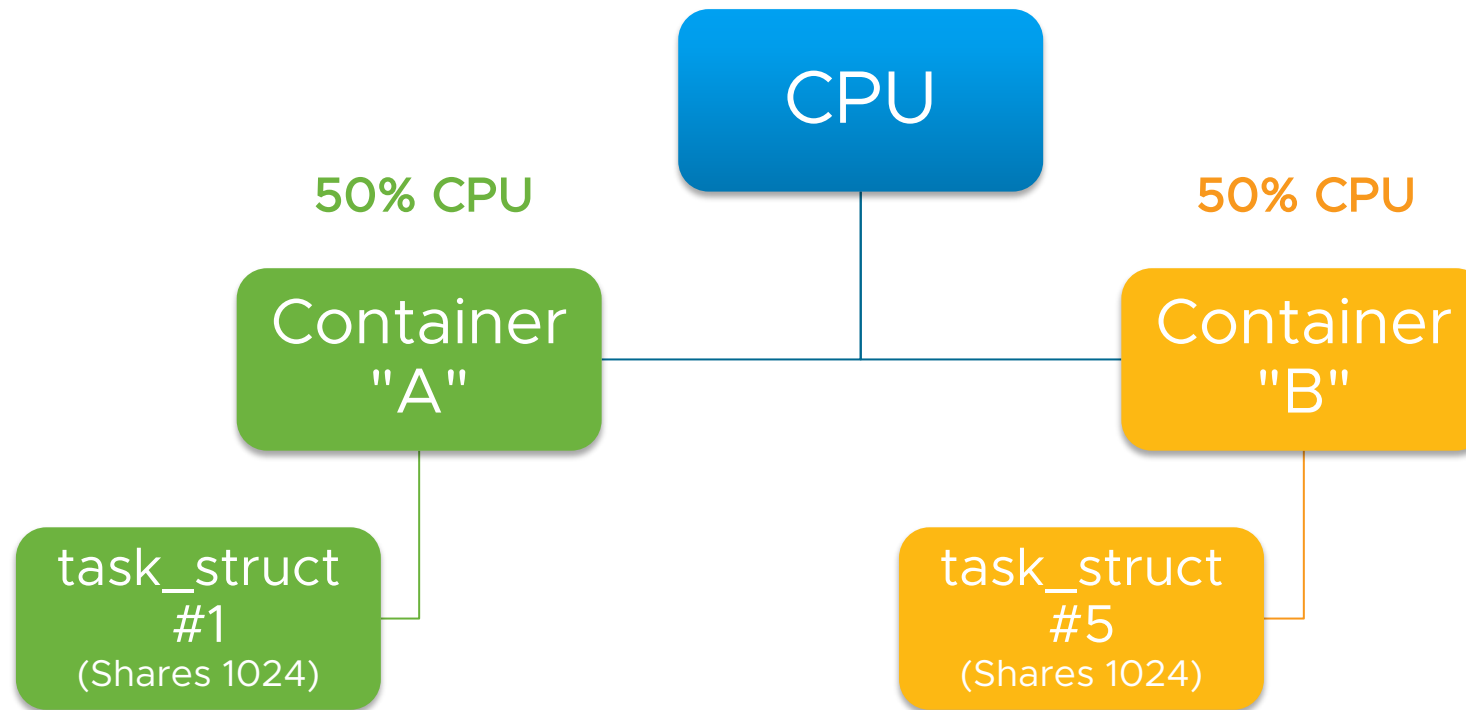 CPU
50% CPU
50% CPU
Container
"A"
Container
"B"
task_struct
#1
(Shares 1024)
task_struct
#5
(Shares 1024)